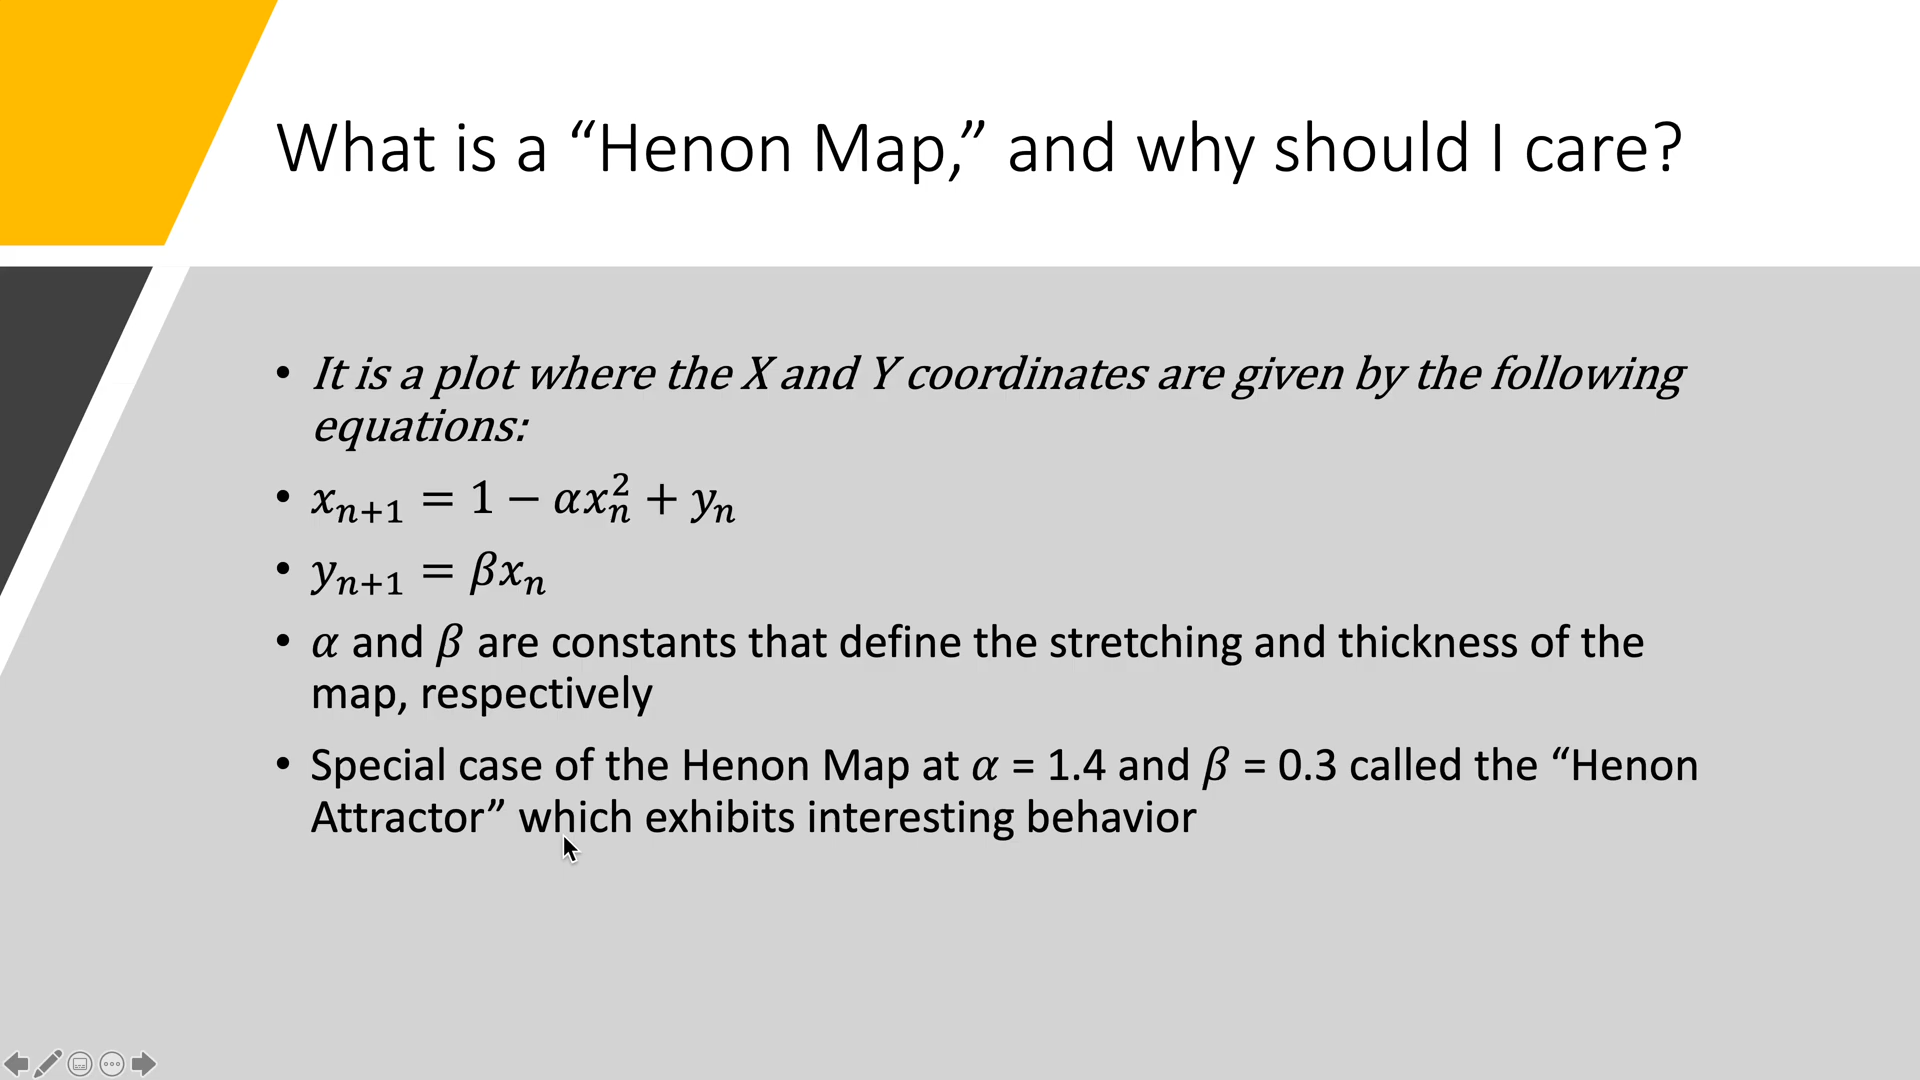 What is a “Henon Map,” and why should I care?
• It is a plot where the X and Y coordinates are given by the following
equations:
• xₙ₊₁ = 1 − αxₙ² + yₙ
• yₙ₊₁ = βxₙ
• α and β are constants that define the stretching and thickness of the
map, respectively
• Special case of the Henon Map at α = 1.4 and β = 0.3 called the “Henon
Attractor” which exhibits interesting behavior